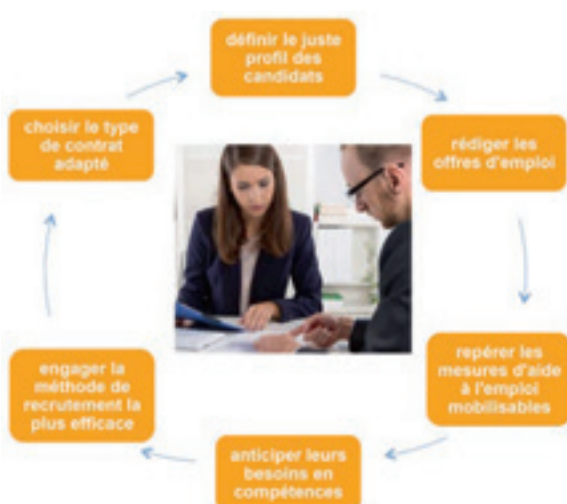 définir le juste
profil des
candidats
rédiger les
offres d'emploi
repérer les
mesures d'aide
à l'emploi
mobilisables
anticiper leurs
besoins en
compétences
engager la
méthode de
recrutement la
plus efficace
choisir le type
de contrat
adapté